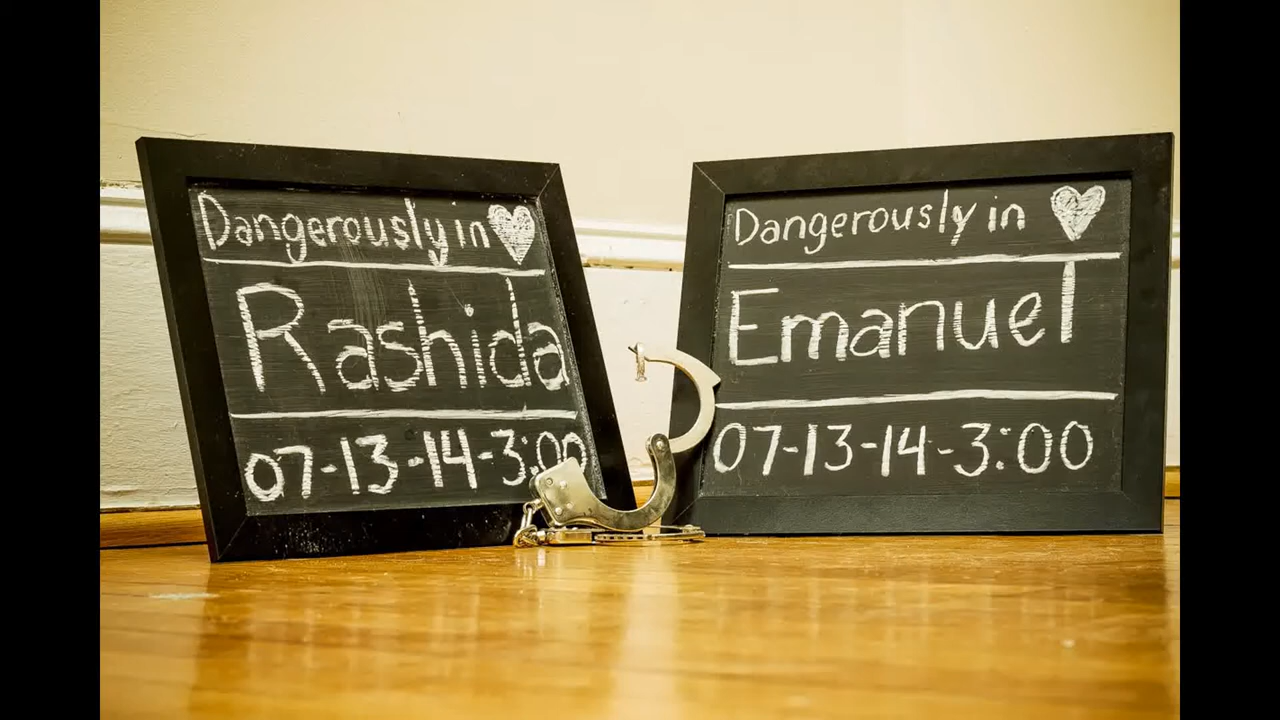 Dangerously in
Rashida
07-13-14-3:00
Dangerously in
Emanuel
07-13-14-3:00